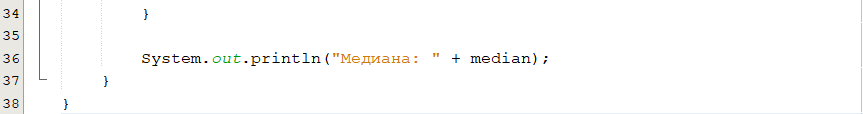 34 }
35
36 System.out.println("Медиана: " + median);
37 }
38 }